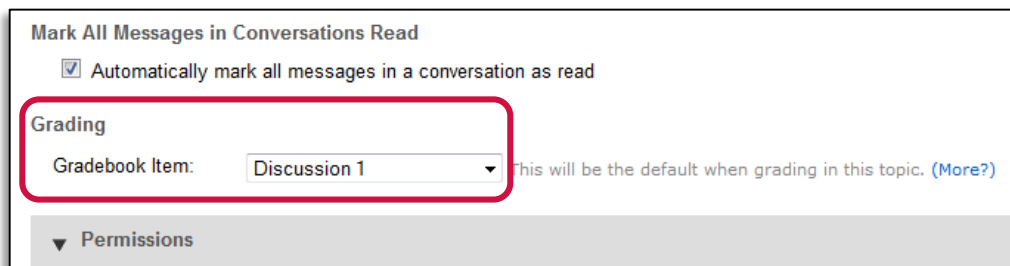 Mark All Messages in Conversations Read
Automatically mark all messages in a conversation as read
Grading
Gradebook Item: Discussion 1 This will be the default when grading in this topic. (More?)
Permissions